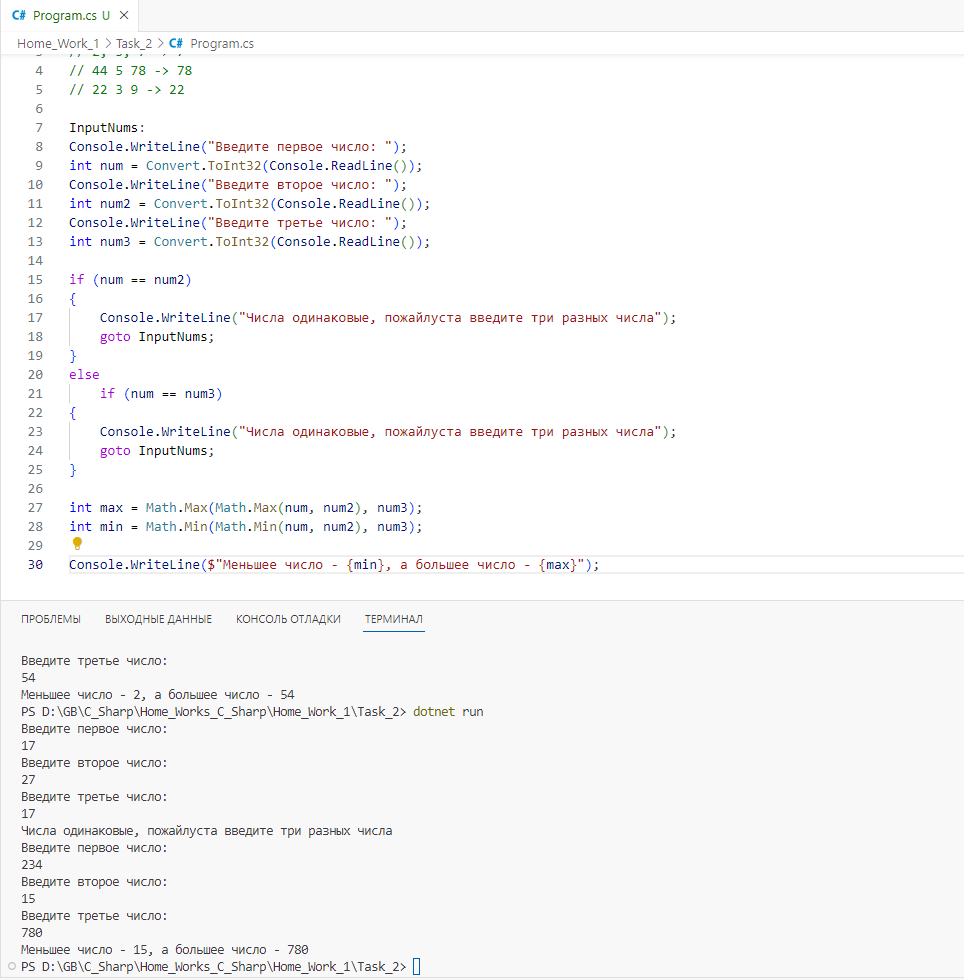 C# Program.cs U ×
Home_Work_1 > Task_2 > C# Program.cs
4 // 44 5 78 -> 78
5 // 22 3 9 -> 22
6
7 InputNums:
8 Console.WriteLine("Введите первое число: ");
9 int num = Convert.ToInt32(Console.ReadLine());
10 Console.WriteLine("Введите второе число: ");
11 int num2 = Convert.ToInt32(Console.ReadLine());
12 Console.WriteLine("Введите третье число: ");
13 int num3 = Convert.ToInt32(Console.ReadLine());
14
15 if (num == num2)
16 {
17 Console.WriteLine("Числа одинаковые, пожайлуста введите три разных числа");
18 goto InputNums;
19 }
20 else
21 if (num == num3)
22 {
23 Console.WriteLine("Числа одинаковые, пожайлуста введите три разных числа");
24 goto InputNums;
25 }
26
27 int max = Math.Max(Math.Max(num, num2), num3);
28 int min = Math.Min(Math.Min(num, num2), num3);
29
30 Console.WriteLine($"Меньшее число - {min}, а большее число - {max}");
ПРОБЛЕМЫ ВЫХОДНЫЕ ДАННЫЕ КОНСОЛЬ ОТЛАДКИ ТЕРМИНАЛ
Введите третье число:
54
Меньшее число - 2, а большее число - 54
PS D:\GB\C_Sharp\Home_Works_C_Sharp\Home_Work_1\Task_2> dotnet run
Введите первое число:
17
Введите второе число:
27
Введите третье число:
17
Числа одинаковые, пожайлуста введите три разных числа
Введите первое число:
234
Введите второе число:
15
Введите третье число:
780
Меньшее число - 15, а большее число - 780
PS D:\GB\C_Sharp\Home_Works_C_Sharp\Home_Work_1\Task_2>